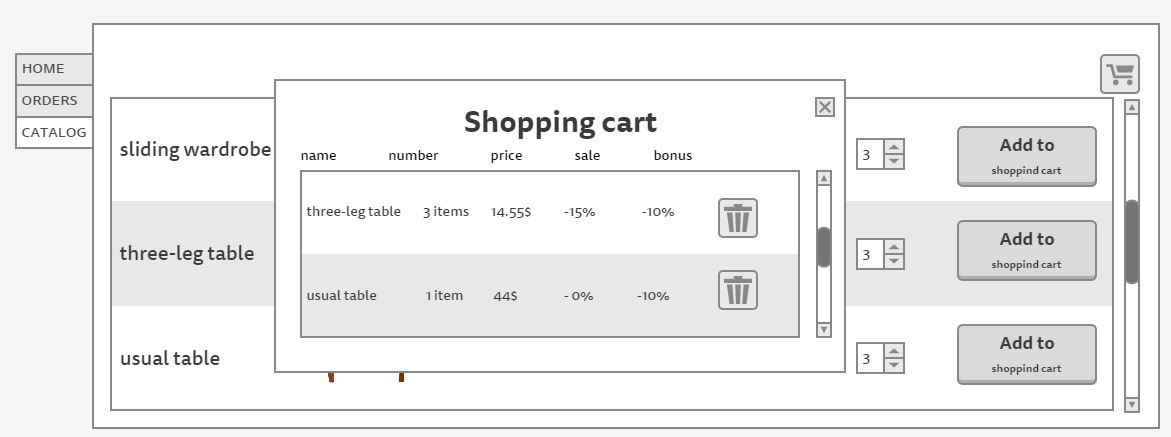 HOME
ORDERS
CATALOG
Shopping cart
name number price sale bonus
three-leg table 3 items 14.55$ -15% -10%
usual table 1 item 44$ - 0% -10%
sliding wardrobe 3 Add to
shoppind cart
three-leg table 3 Add to
shoppind cart
usual table 3 Add to
shoppind cart